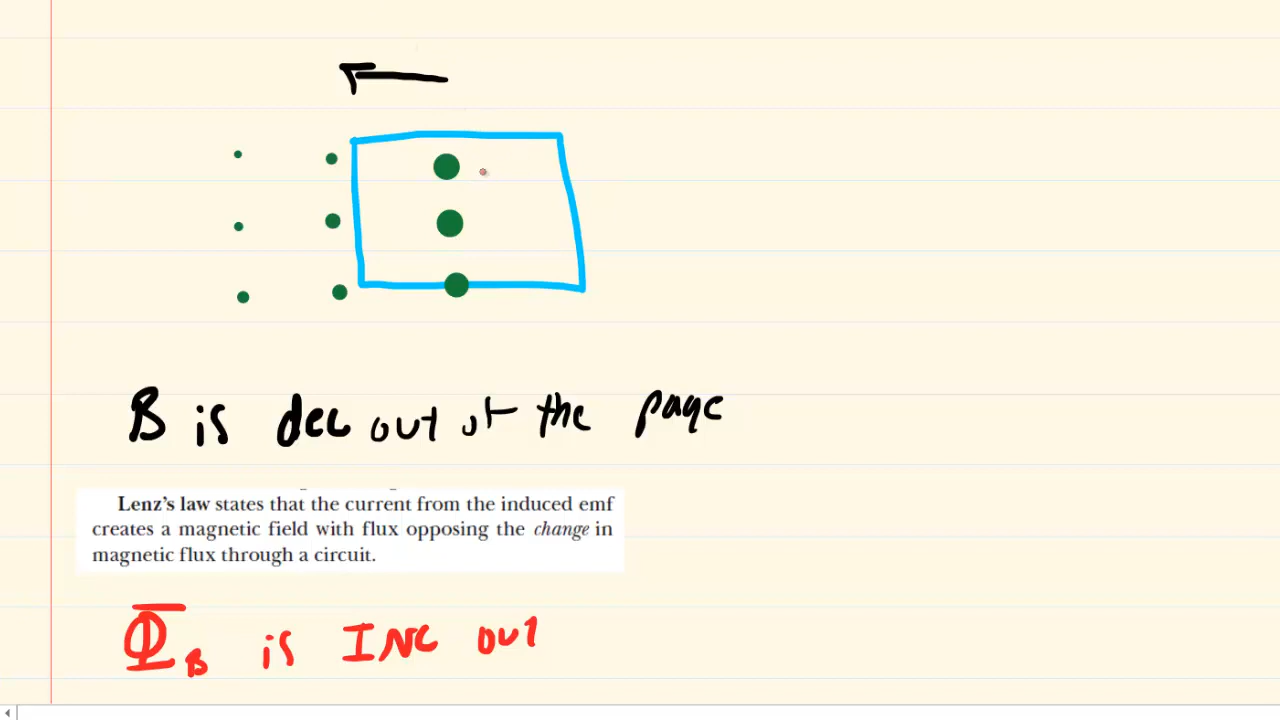 B is dec out of the page
Lenz's law states that the current from the induced emf
creates a magnetic field with flux opposing the change in
magnetic flux through a circuit.
Φ_B is INC out